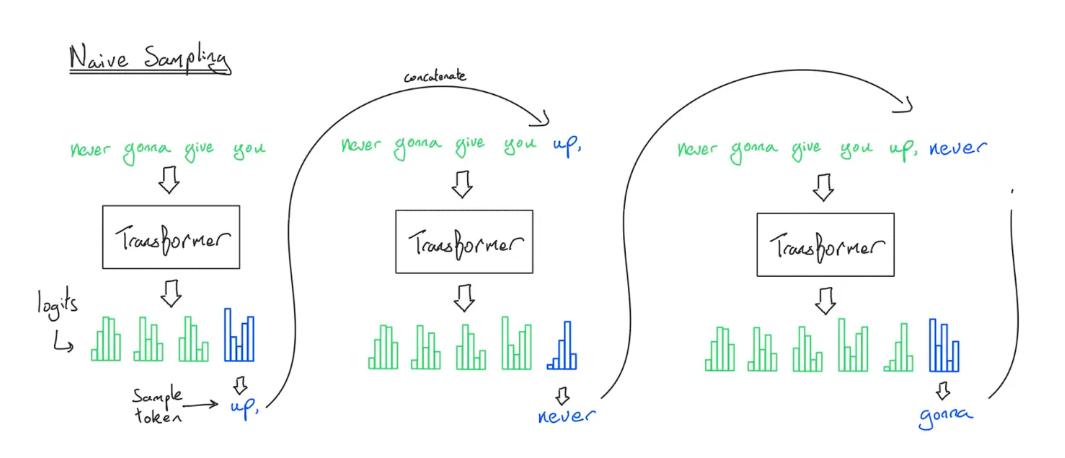 Naive Sampling
concatenate
never gonna give you
never gonna give you up,
never gonna give you up, never
Transformer
Transformer
Transformer
logits
Sample
token
up,
never
gonna